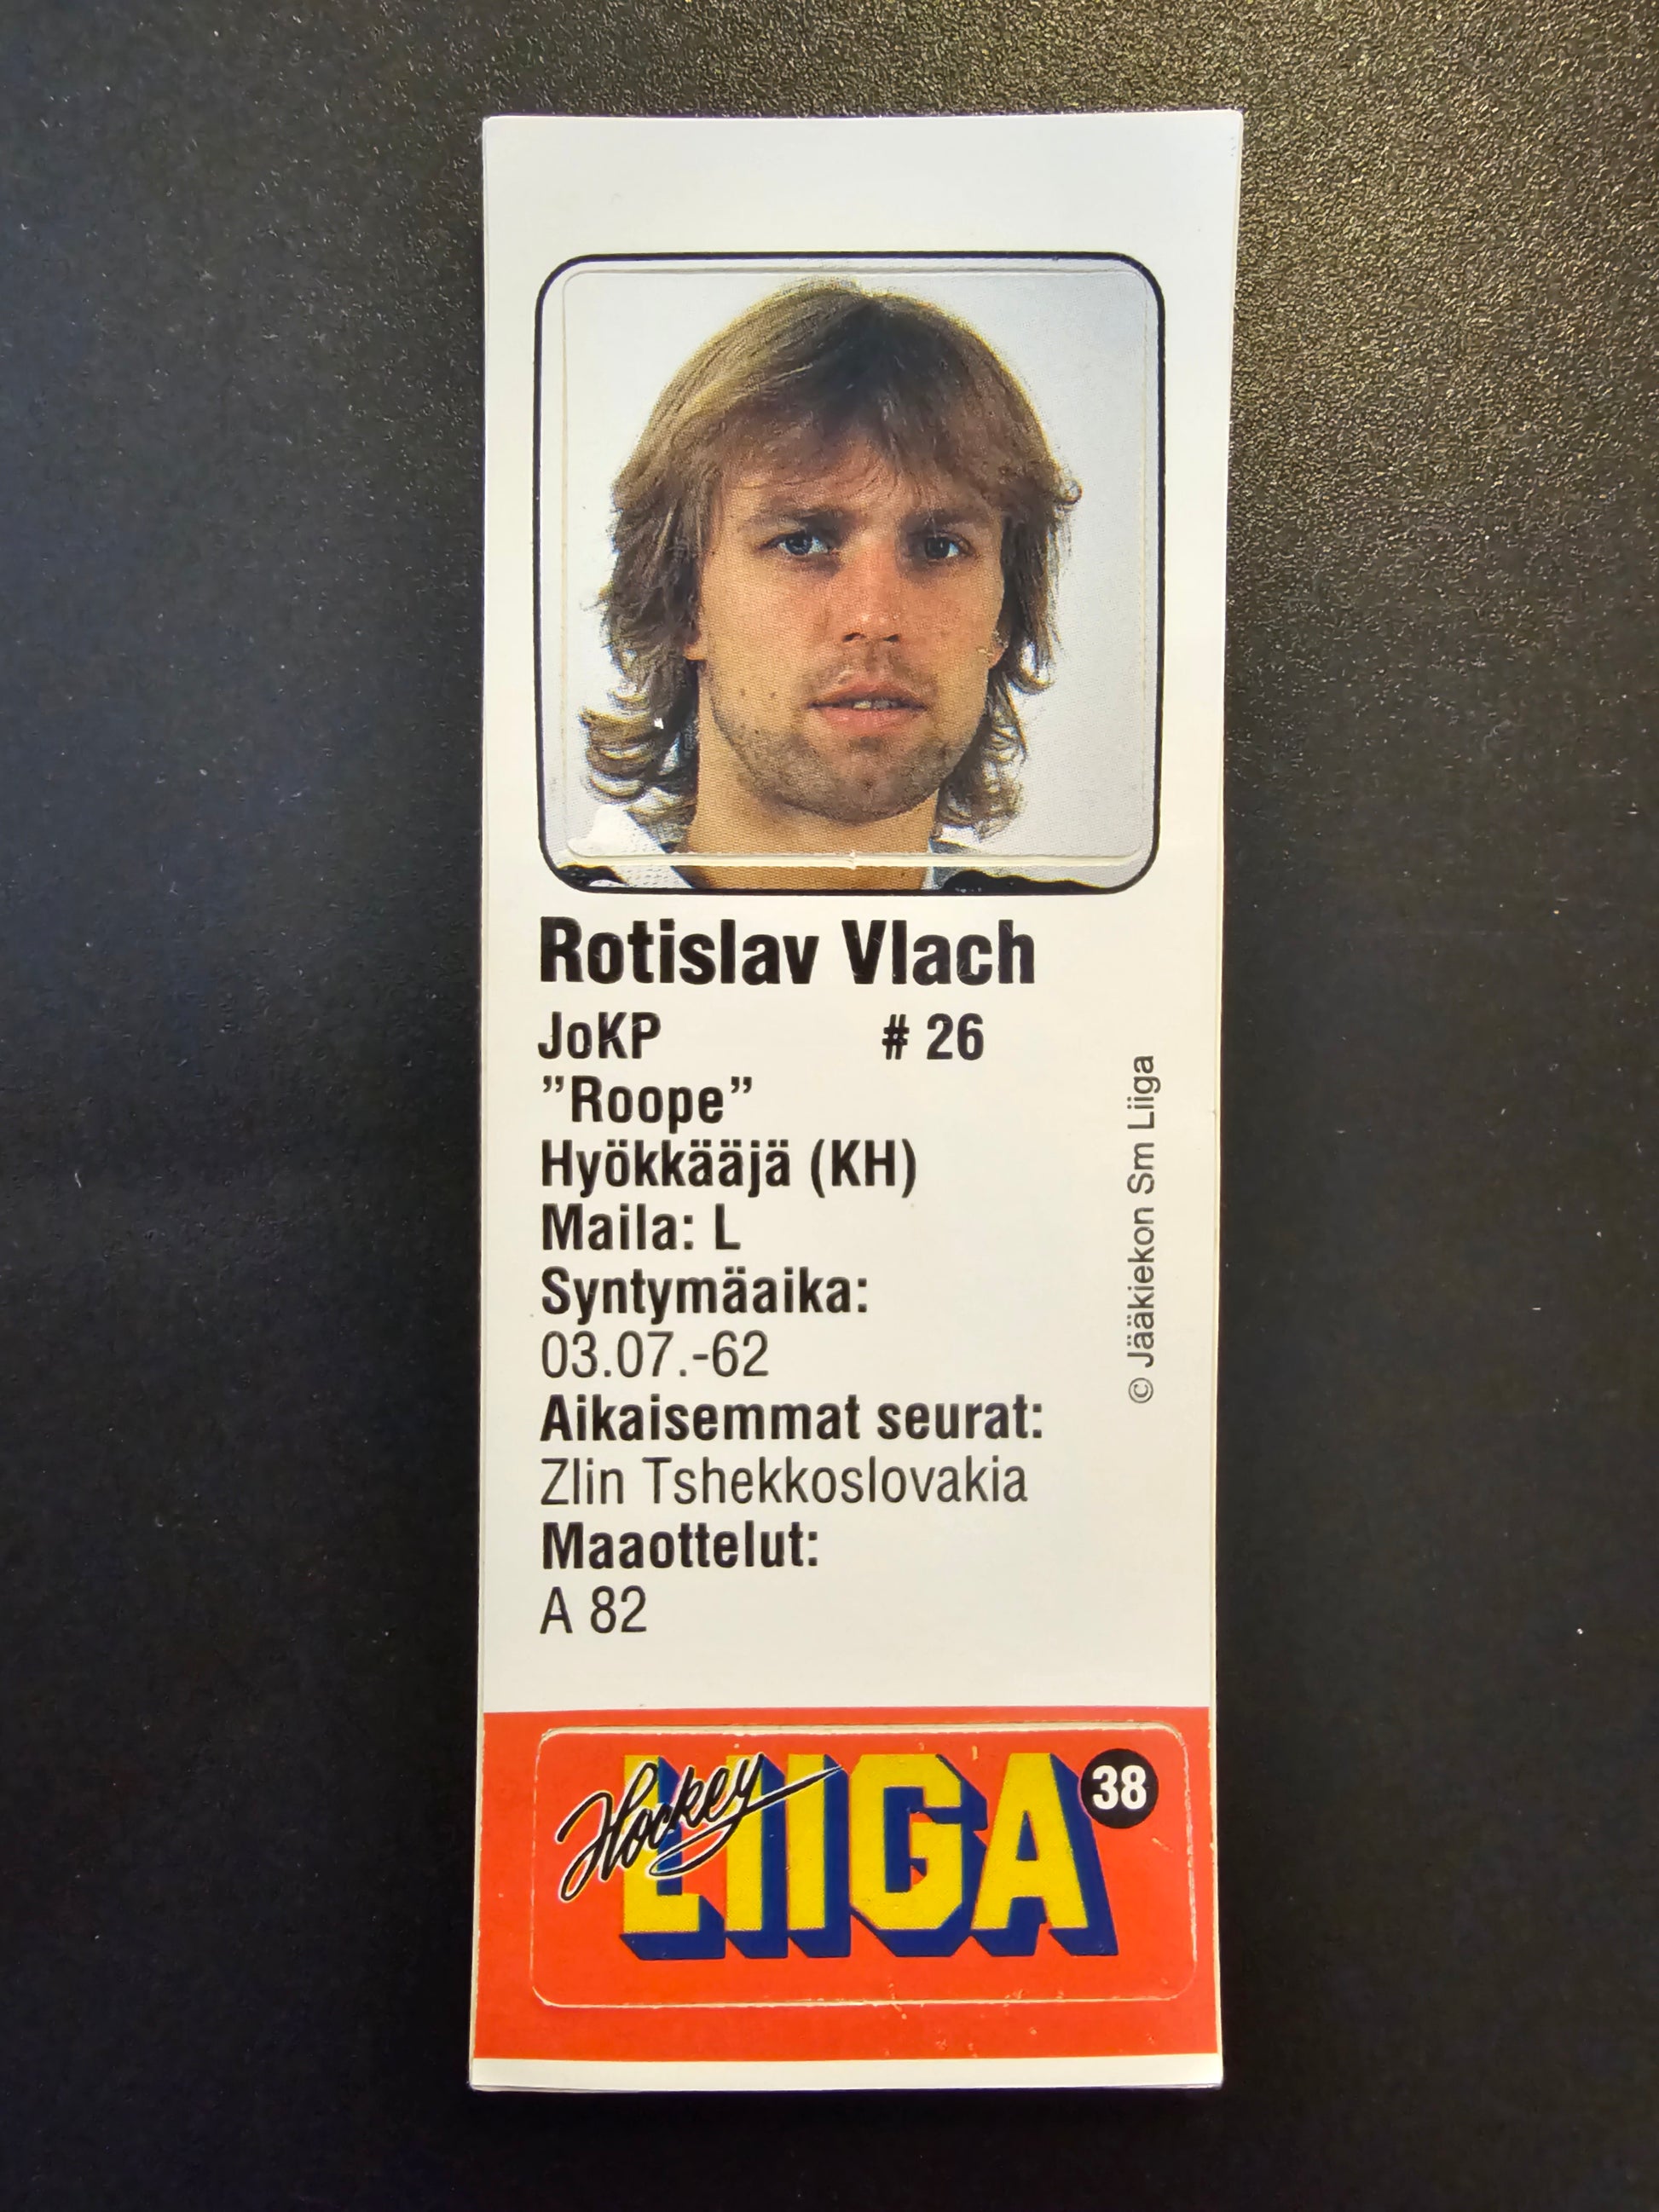 Rotislav Vlach
JoKP # 26
”Roope”
Hyökkääjä (KH)
Maila: L
Syntymäaika:
03.07.-62
Aikaisemmat seurat:
Zlin Tshekkoslovakia
Maaottelut:
A 82
© Jääkiekon Sm Liiga
Hockey LIIGA 38